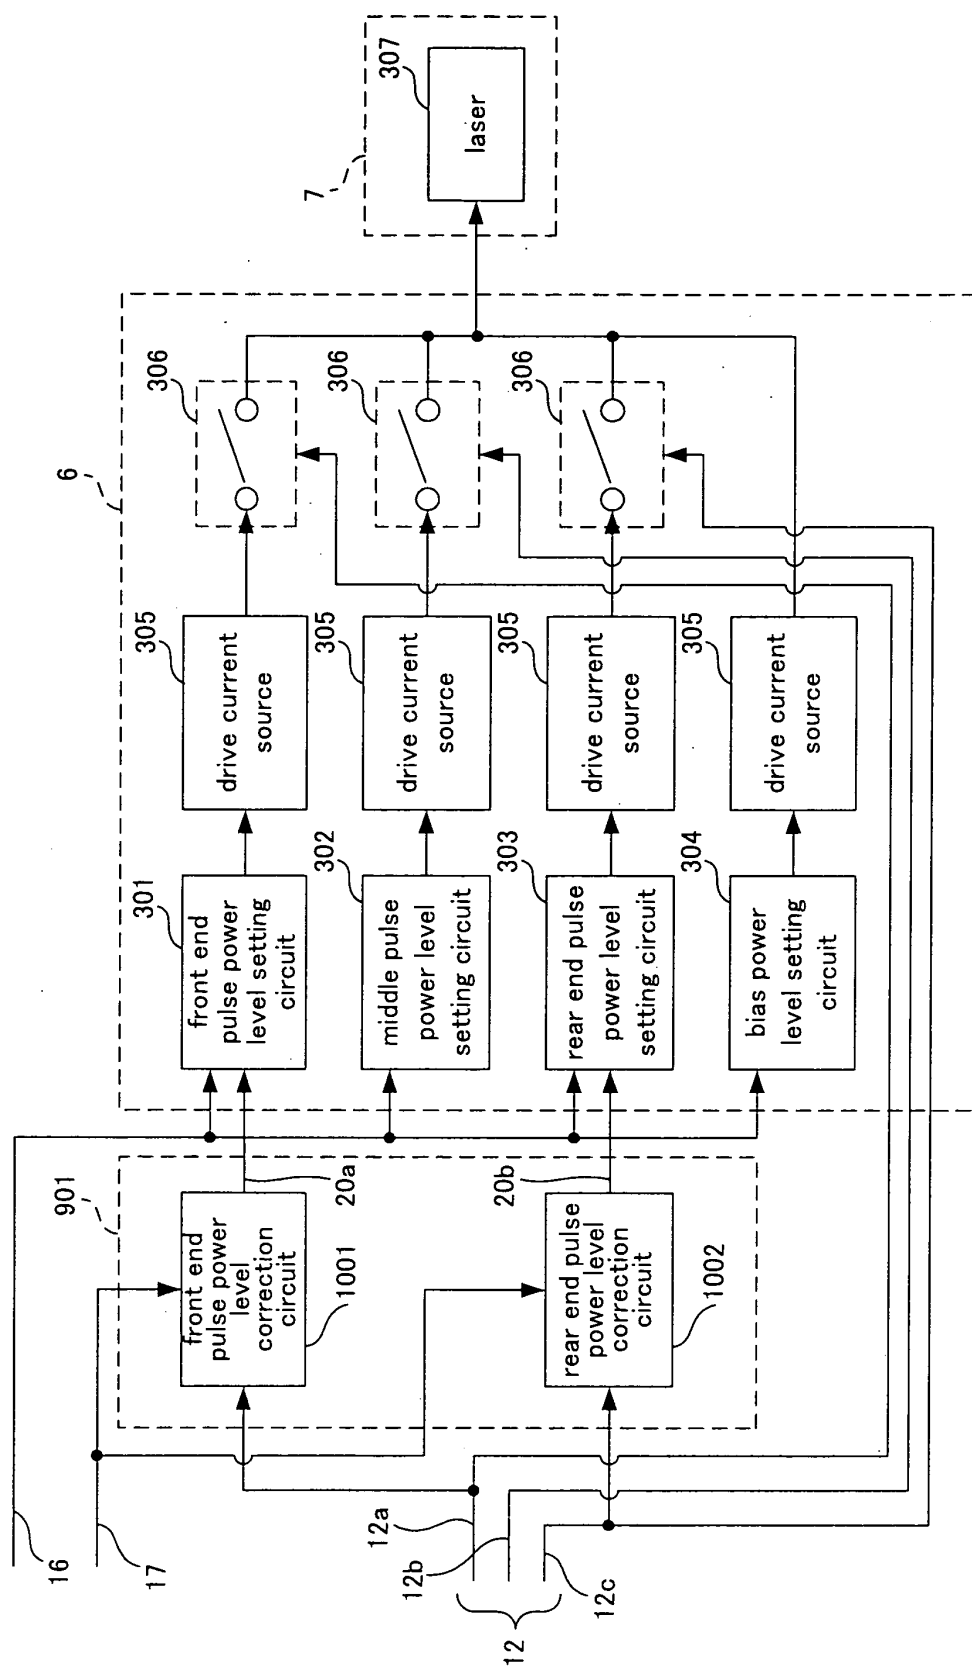 7
307
laser
6
306
306
306
305
drive current
source
305
drive current
source
305
drive current
source
305
drive current
source
301
front end
pulse power
level setting
circuit
302
middle pulse
power level
setting circuit
303
rear end pulse
power level
setting circuit
304
bias power
level setting
circuit
901
20a
20b
front end
pulse power
level
correction
circuit
1001
rear end pulse
power level
correction
circuit
1002
16
17
12a
12b
12c
12